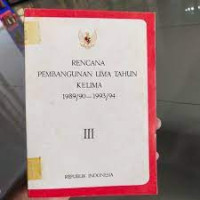 RENCANA
PEMBANGUNAN LIMA TAHUN
KELIMA
1989/90 — 1993/94
III
REPUBLIK INDONESIA